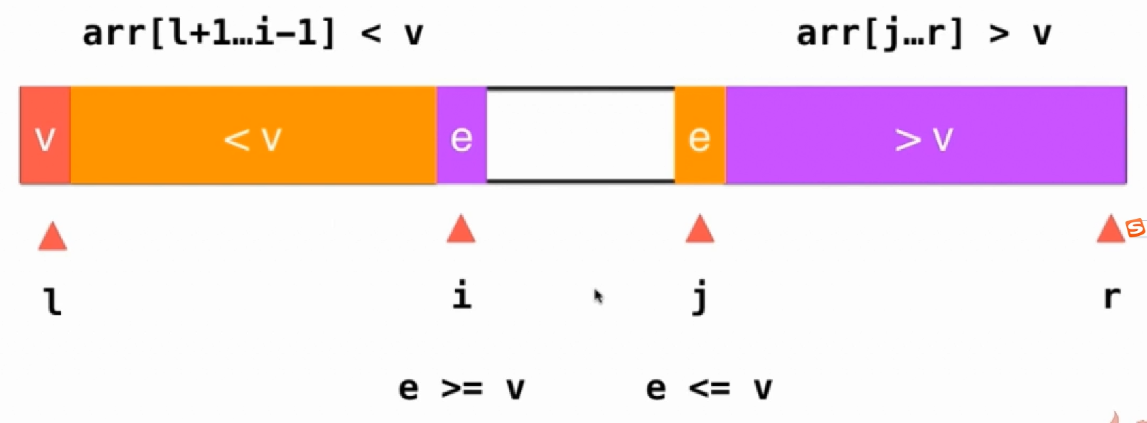 arr[l+1…i-1] < v arr[j…r] > v
v < v e e > v
l i j r
e >= v e <= v